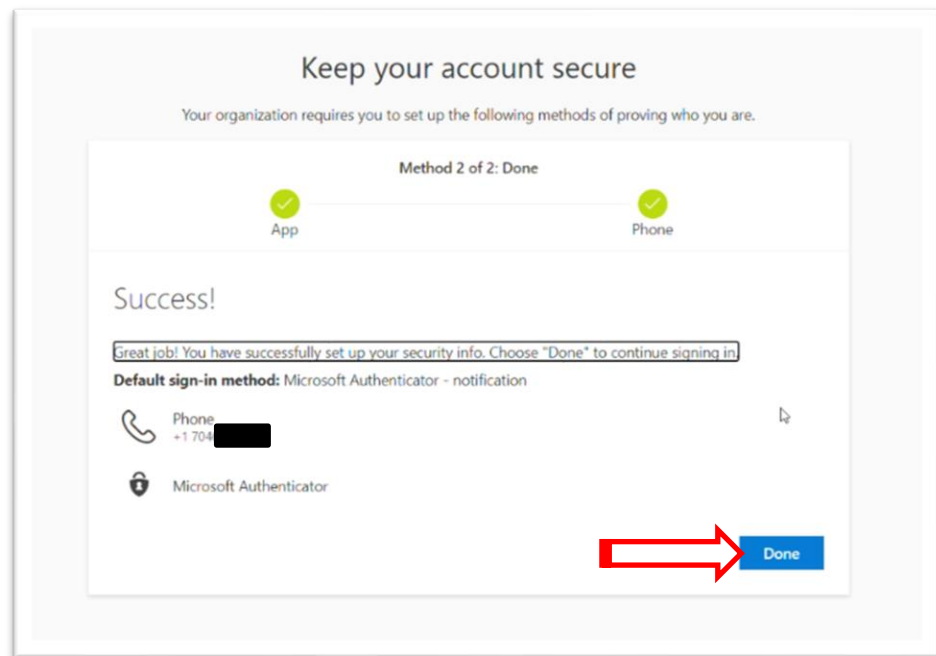 Keep your account secure
Your organization requires you to set up the following methods of proving who you are.
Method 2 of 2: Done
App
Phone
Success!
Great job! You have successfully set up your security info. Choose "Done" to continue signing in.
Default sign-in method: Microsoft Authenticator - notification
Phone
+1 704
Microsoft Authenticator
Done